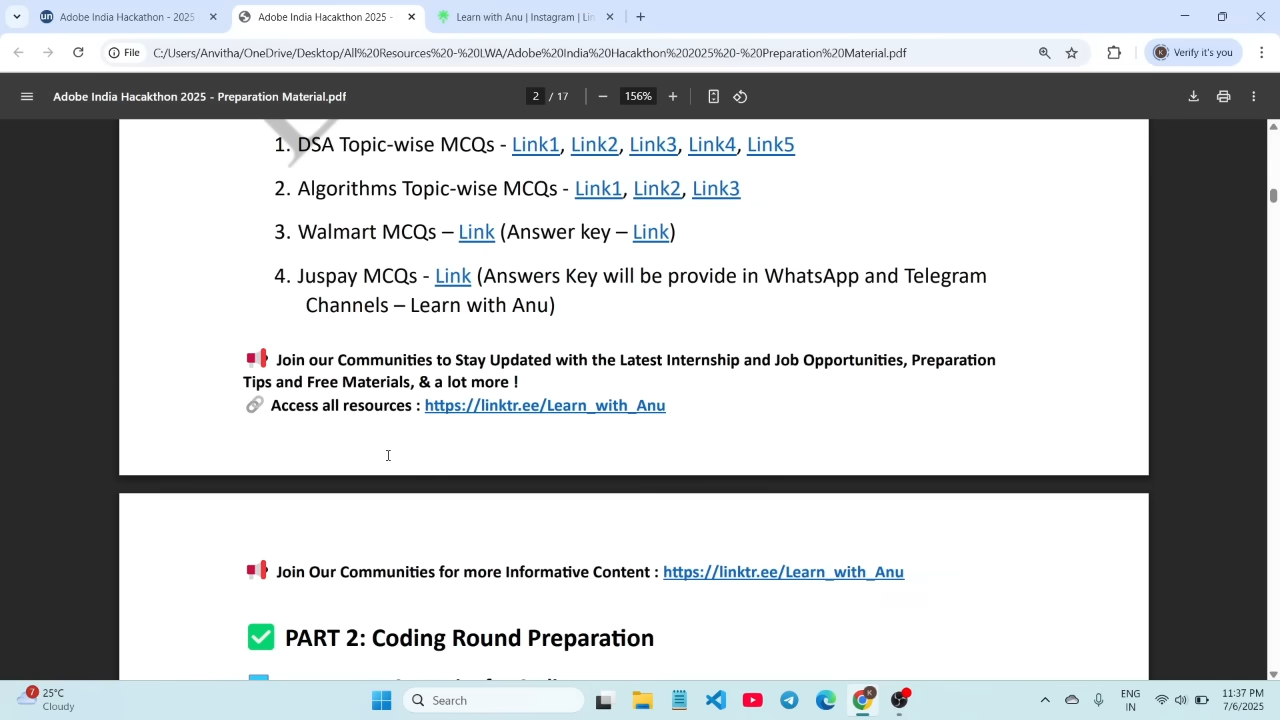 Adobe India Hackathon - 2025
Adobe India Hacakthon 2025 -
Learn with Anu | Instagram | Lin
File
C:/Users/Anvitha/OneDrive/Desktop/All%20Resources%20-%20LWA/Adobe%20India%20Hacakthon%202025%20-%20Preparation%20Material.pdf
K
Verify it's you
Adobe India Hacakthon 2025 - Preparation Material.pdf
2 / 17
156%
1. DSA Topic-wise MCQs - Link1, Link2, Link3, Link4, Link5
2. Algorithms Topic-wise MCQs - Link1, Link2, Link3
3. Walmart MCQs – Link (Answer key – Link)
4. Juspay MCQs - Link (Answers Key will be provide in WhatsApp and Telegram
Channels – Learn with Anu)
Join our Communities to Stay Updated with the Latest Internship and Job Opportunities, Preparation
Tips and Free Materials, & a lot more !
Access all resources : https://linktr.ee/Learn_with_Anu
Join Our Communities for more Informative Content : https://linktr.ee/Learn_with_Anu
PART 2: Coding Round Preparation
7
25°C
Cloudy
Search
K
ENG
IN
11:37 PM
7/6/2025